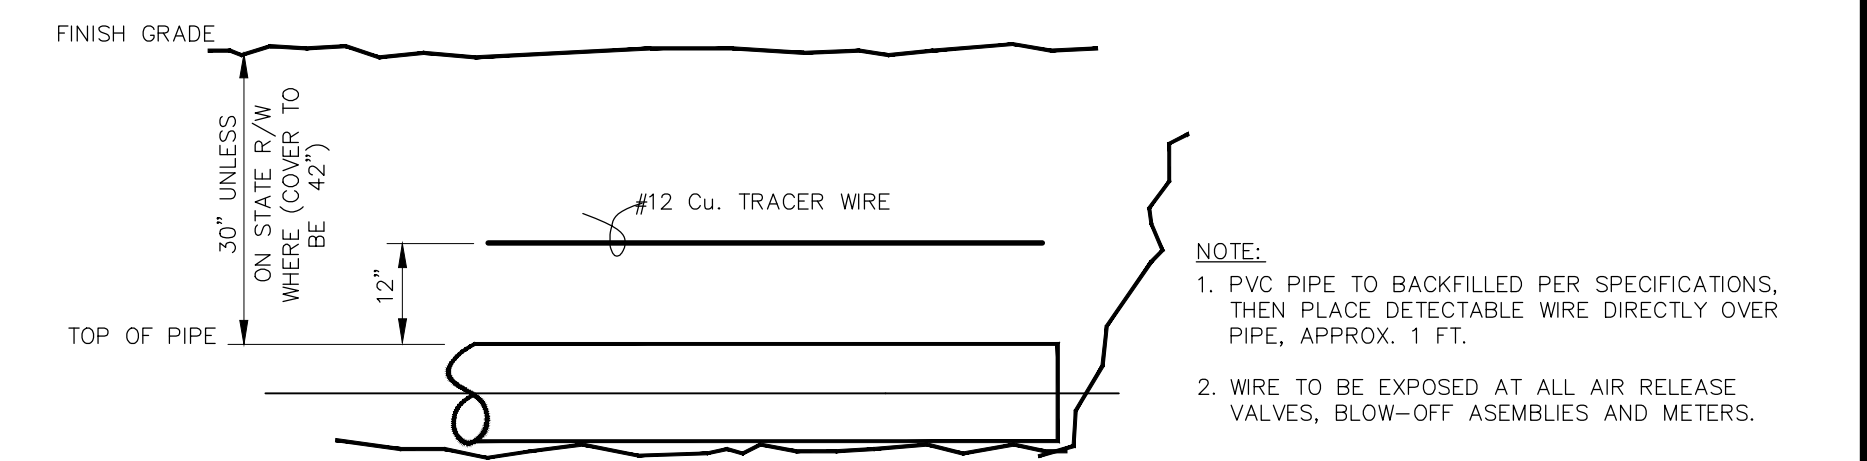 FINISH GRADE
30" UNLESS
ON STATE R/W
WHERE (COVER TO
BE 42")
#12 Cu. TRACER WIRE
12"
TOP OF PIPE
NOTE:
1. PVC PIPE TO BACKFILLED PER SPECIFICATIONS,
THEN PLACE DETECTABLE WIRE DIRECTLY OVER
PIPE, APPROX. 1 FT.
2. WIRE TO BE EXPOSED AT ALL AIR RELEASE
VALVES, BLOW-OFF ASEMBLIES AND METERS.